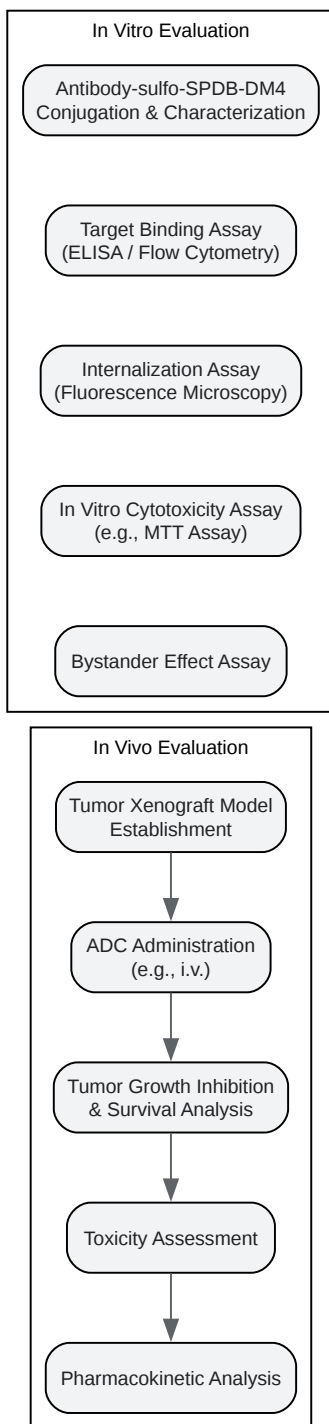 In Vitro Evaluation
Antibody-sulfo-SPDB-DM4
Conjugation & Characterization
Target Binding Assay
(ELISA / Flow Cytometry)
Internalization Assay
(Fluorescence Microscopy)
In Vitro Cytotoxicity Assay
(e.g., MTT Assay)
Bystander Effect Assay
In Vivo Evaluation
Tumor Xenograft Model
Establishment
ADC Administration
(e.g., i.v.)
Tumor Growth Inhibition
& Survival Analysis
Toxicity Assessment
Pharmacokinetic Analysis